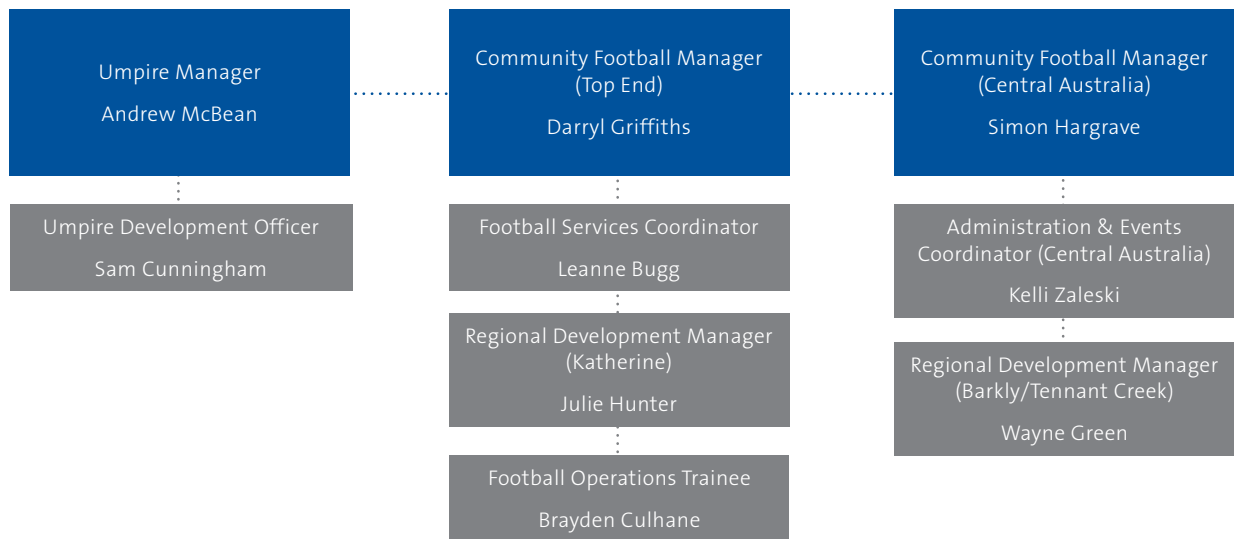 Umpire Manager
Andrew McBean
Umpire Development Officer
Sam Cunningham
Community Football Manager
(Top End)
Darryl Griffiths
Football Services Coordinator
Leanne Bugg
Regional Development Manager
(Katherine)
Julie Hunter
Football Operations Trainee
Brayden Culhane
Community Football Manager
(Central Australia)
Simon Hargrave
Administration & Events
Coordinator (Central Australia)
Kelli Zaleski
Regional Development Manager
(Barkly/Tennant Creek)
Wayne Green